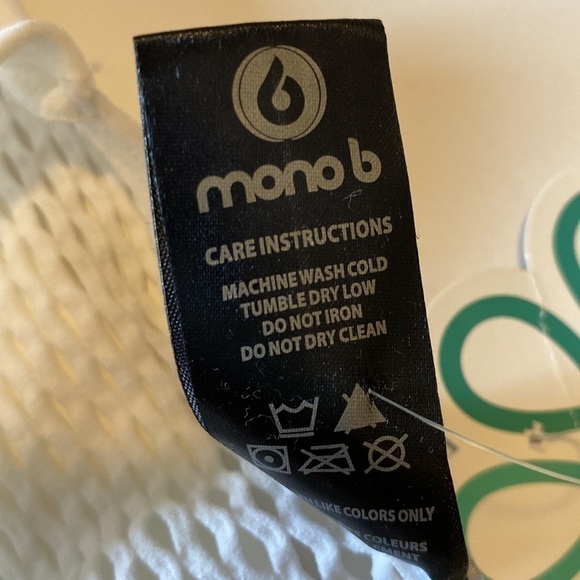 mono b
CARE INSTRUCTIONS
MACHINE WASH COLD
TUMBLE DRY LOW
DO NOT IRON
DO NOT DRY CLEAN
LIKE COLORS ONLY
COULEURS